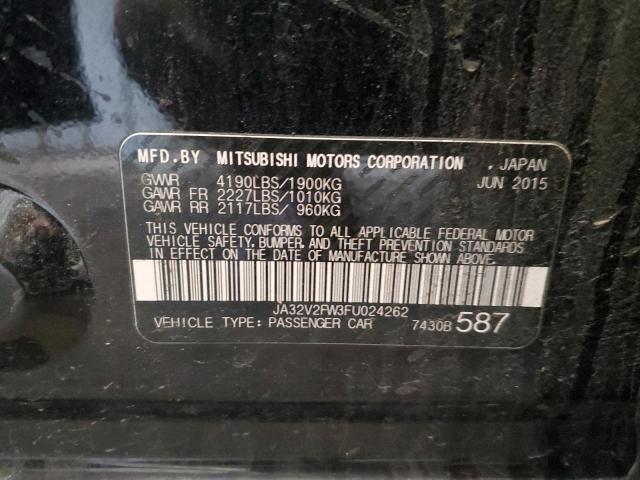 MFD.BY MITSUBISHI MOTORS CORPORATION , JAPAN
GVWR 4190LBS/1900KG JUN 2015
GAWR FR 2227LBS/1010KG
GAWR RR 2117LBS/ 960KG
THIS VEHICLE CONFORMS TO ALL APPLICABLE FEDERAL MOTOR
VEHICLE SAFETY, BUMPER, AND THEFT PREVENTION STANDARDS
IN EFFECT ON THE DATE OF MANUFACTURE SHOWN ABOVE.
JA32V2FW3FU024262
VEHICLE TYPE: PASSENGER CAR 7430B 587